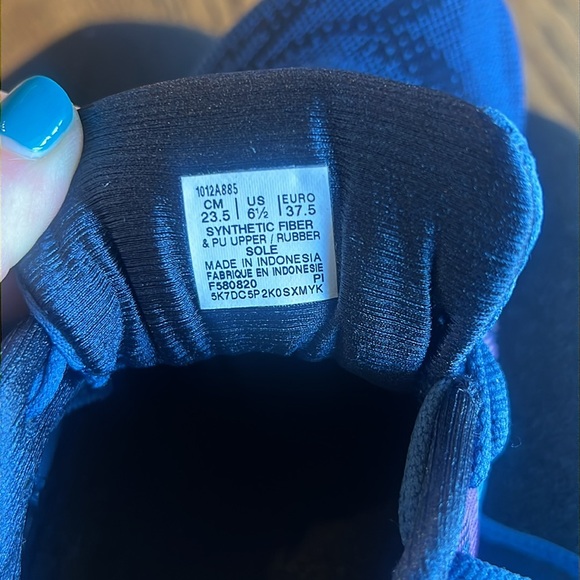 1012A885
CM | US | EURO
23.5 | 6½ | 37.5
SYNTHETIC FIBER
& PU UPPER / RUBBER
SOLE
MADE IN INDONESIA
FABRIQUE EN INDONESIE
F580820 PI
5K7DC5P2K0SXMYK